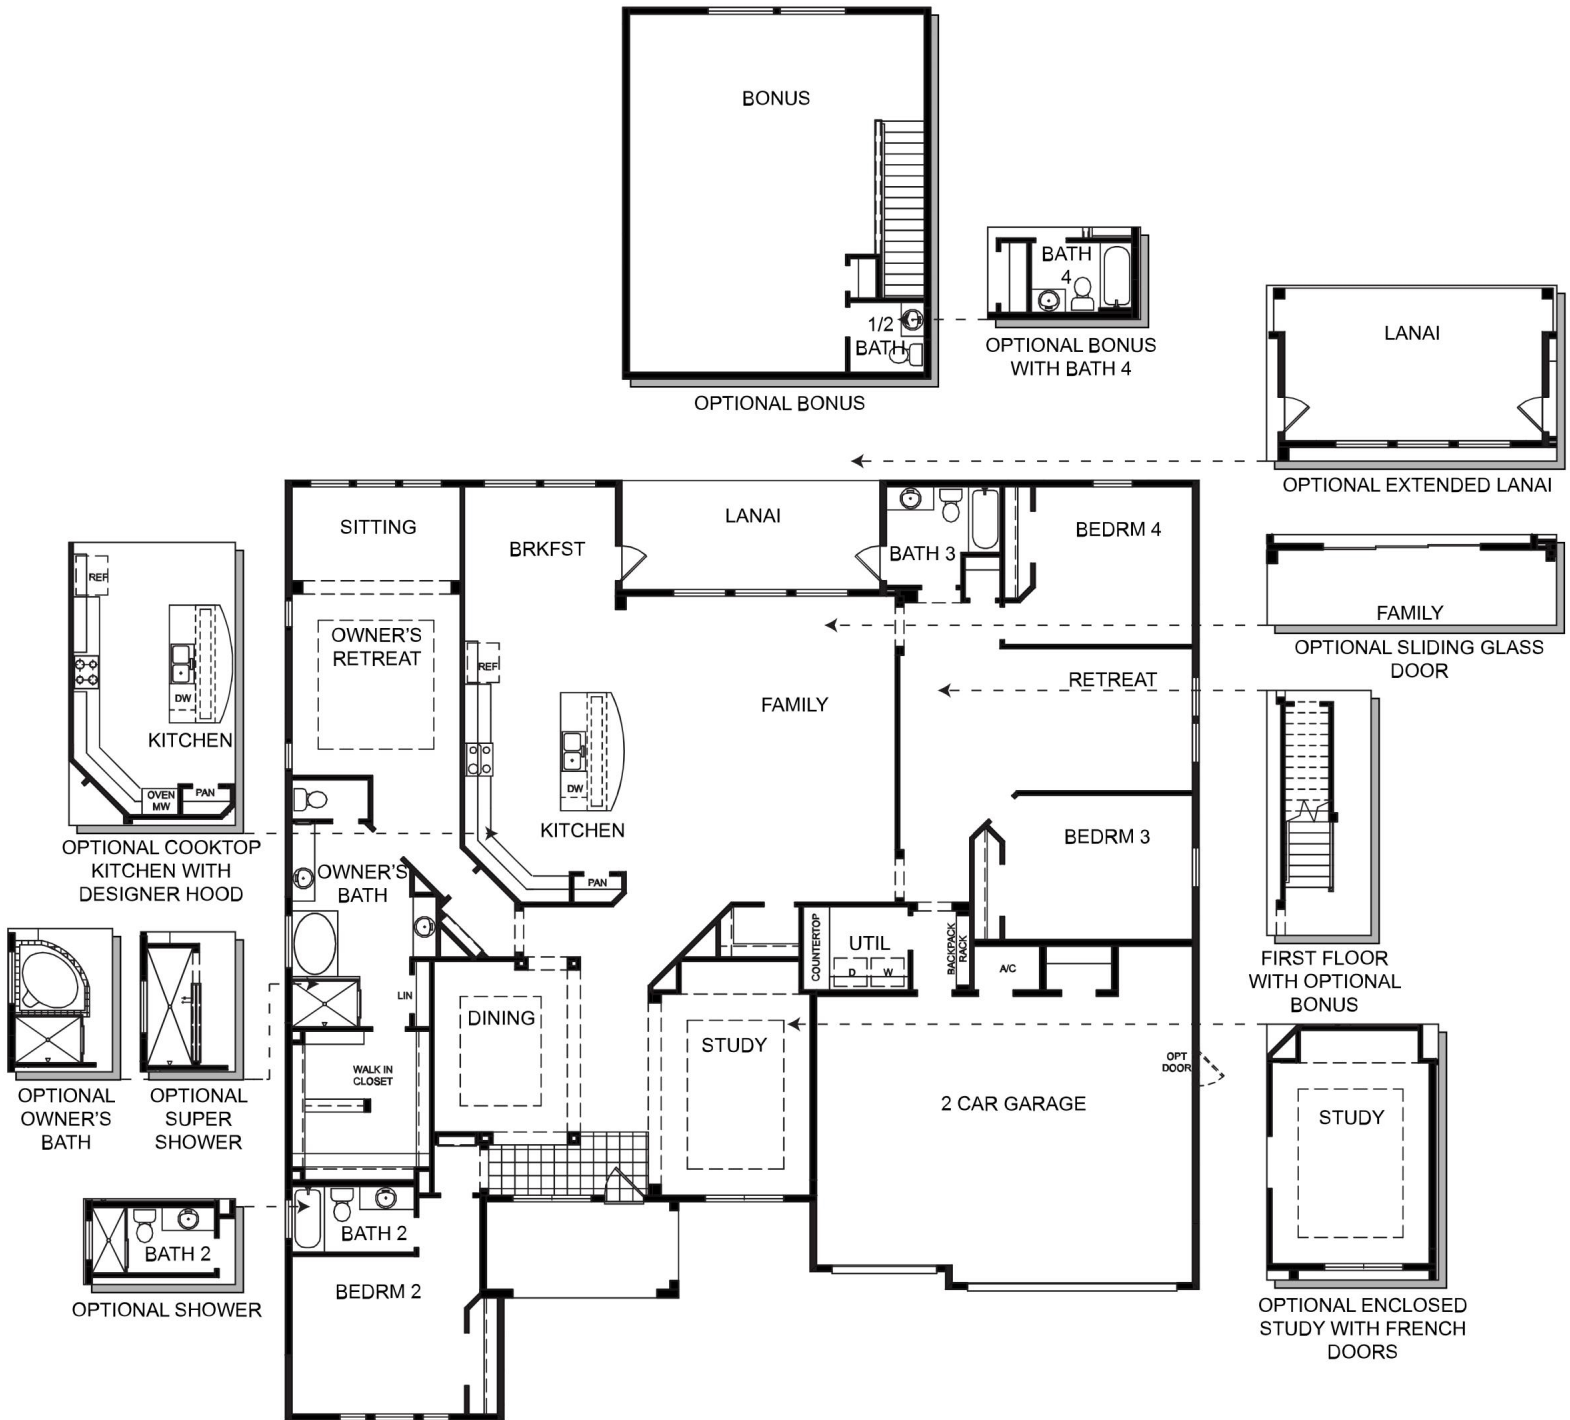 BONUS
1/2
BATH
OPTIONAL BONUS
BATH
4
OPTIONAL BONUS
WITH BATH 4
LANAI
OPTIONAL EXTENDED LANAI
SITTING
BRKFST
LANAI
BATH 3
BEDRM 4
FAMILY
OPTIONAL SLIDING GLASS
DOOR
REF
DW
KITCHEN
OVEN
MW
PAN
OPTIONAL COOKTOP
KITCHEN WITH
DESIGNER HOOD
OWNER'S
RETREAT
REF
FAMILY
RETREAT
DW
KITCHEN
PAN
BEDRM 3
OWNER'S
BATH
COUNTERTOP
UTIL
D
W
BACKPACK
RACK
A/C
FIRST FLOOR
WITH OPTIONAL
BONUS
LIN
DINING
STUDY
OPT
DOOR
2 CAR GARAGE
WALK IN
CLOSET
OPTIONAL
OWNER'S
BATH
OPTIONAL
SUPER
SHOWER
STUDY
OPTIONAL ENCLOSED
STUDY WITH FRENCH
DOORS
BATH 2
OPTIONAL SHOWER
BATH 2
BEDRM 2